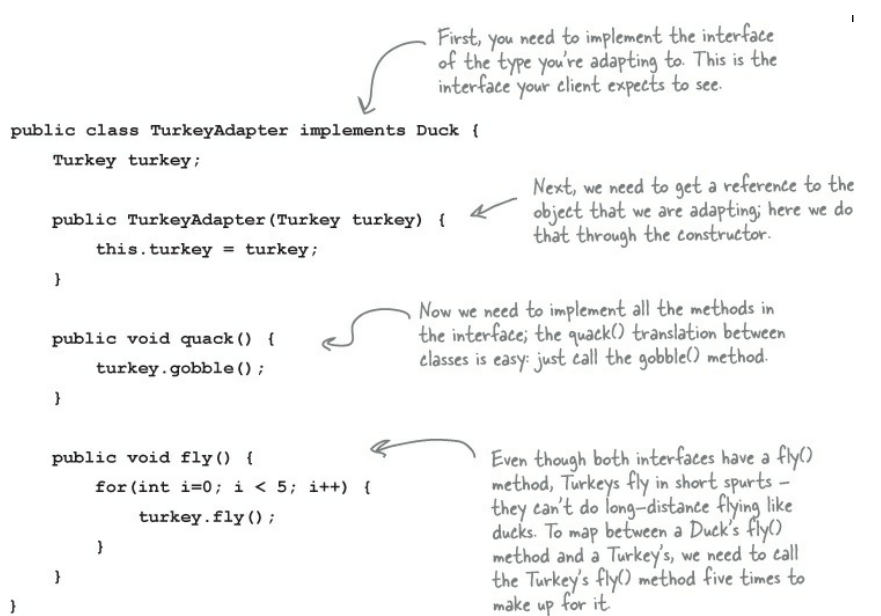 First, you need to implement the interface
of the type you're adapting to. This is the
interface your client expects to see.
public class TurkeyAdapter implements Duck {
Turkey turkey;
Next, we need to get a reference to the
object that we are adapting; here we do
that through the constructor.
public TurkeyAdapter(Turkey turkey) {
this.turkey = turkey;
}
Now we need to implement all the methods in
the interface; the quack() translation between
classes is easy: just call the gobble() method.
public void quack() {
turkey.gobble();
}
public void fly() {
for(int i=0; i < 5; i++) {
turkey.fly();
}
}
}
Even though both interfaces have a fly()
method, Turkeys fly in short spurts –
they can't do long-distance flying like
ducks. To map between a Duck's fly()
method and a Turkey's, we need to call
the Turkey's fly() method five times to
make up for it.